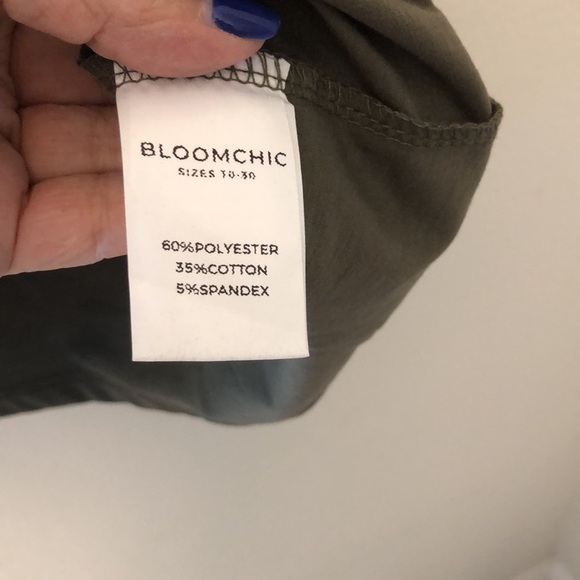 BLOOMCHIC
SIZES 10-30
60%POLYESTER
35%COTTON
5%SPANDEX